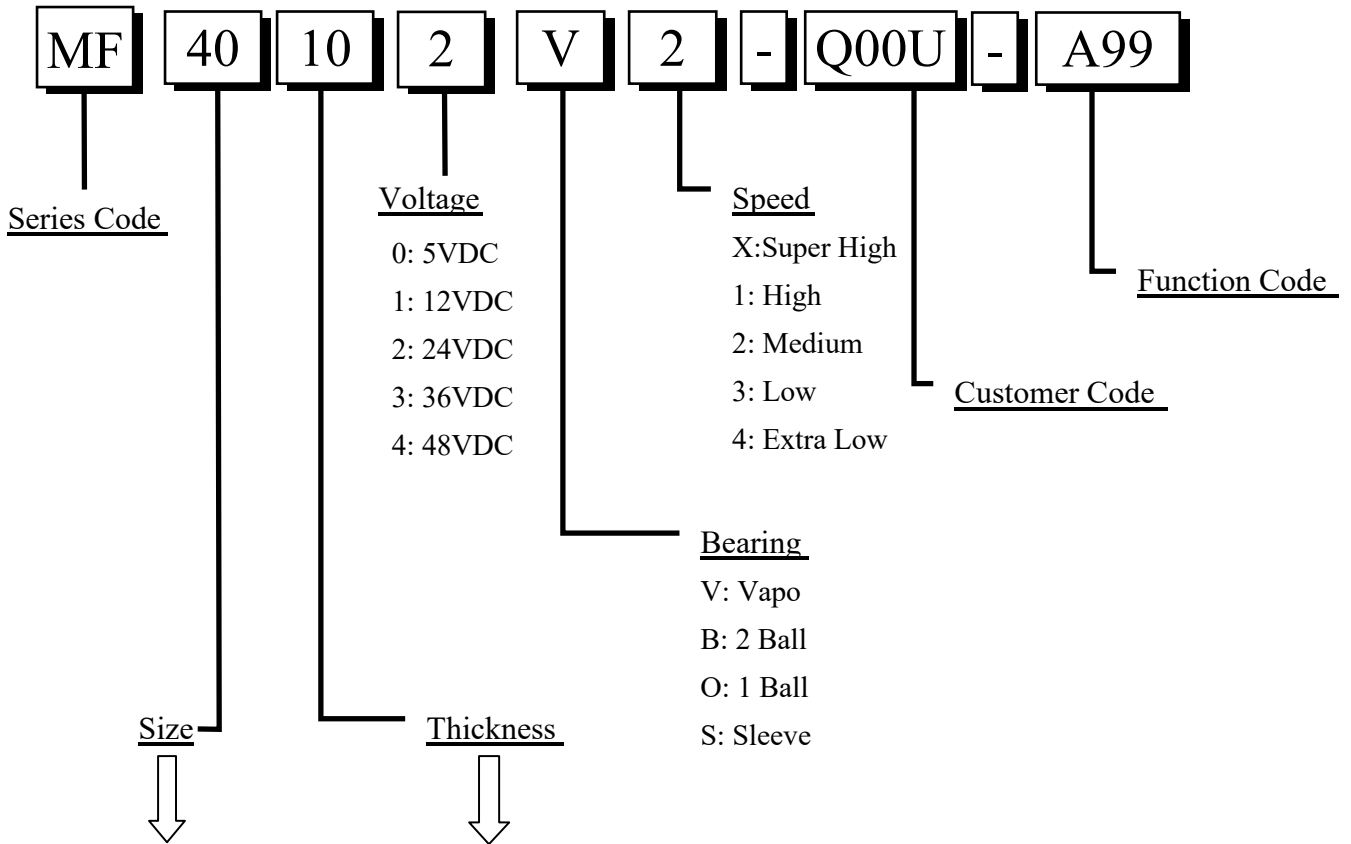 MF 40 10 2 V 2 - Q00U - A99
Series Code
Voltage
0: 5VDC
1: 12VDC
2: 24VDC
3: 36VDC
4: 48VDC
Speed
X:Super High
1: High
2: Medium
3: Low
4: Extra Low
Function Code
Customer Code
Bearing
V: Vapo
B: 2 Ball
O: 1 Ball
S: Sleeve
Size
Thickness